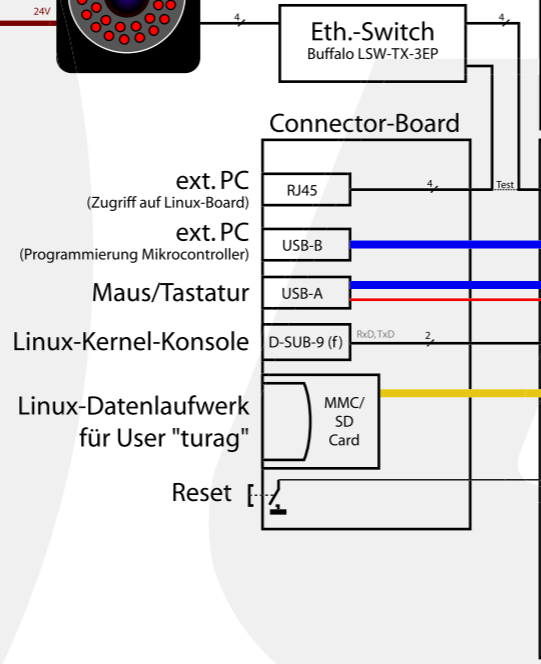 24V
4
4
Eth.-Switch
Buffalo LSW-TX-3EP
Connector-Board
ext. PC
(Zugriff auf Linux-Board)
RJ45
4
Test
ext. PC
(Programmierung Mikrocontroller)
USB-B
Maus/Tastatur
USB-A
Linux-Kernel-Konsole
D-SUB-9 (f)
RxD, TxD
2
Linux-Datenlaufwerk
für User "turag"
MMC/
SD
Card
Reset